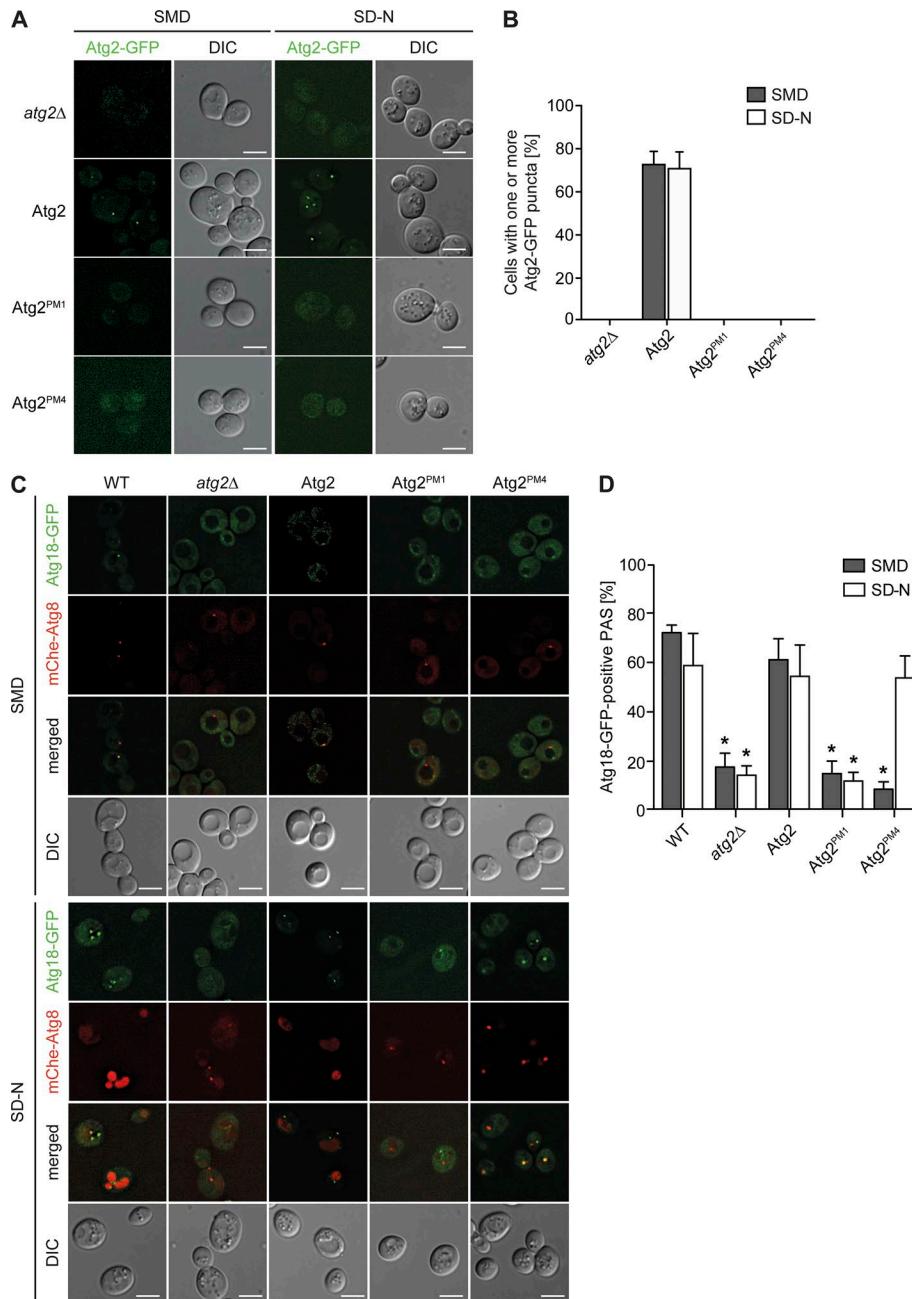 A
SMD
SD-N
Atg2-GFP
DIC
Atg2-GFP
DIC
atg2Δ
Atg2
Atg2PM1
Atg2PM4
B
SMD
SD-N
Cells with one or more
Atg2-GFP puncta [%]
100
80
60
40
20
0
atg2Δ
Atg2
Atg2PM1
Atg2PM4
C
WT
atg2Δ
Atg2
Atg2PM1
Atg2PM4
SMD
Atg18-GFP
mChe-Atg8
merged
DIC
SD-N
Atg18-GFP
mChe-Atg8
merged
DIC
D
SMD
SD-N
Atg18-GFP-positive PAS [%]
100
80
60
40
20
0
* * * * *
WT
atg2Δ
Atg2
Atg2PM1
Atg2PM4